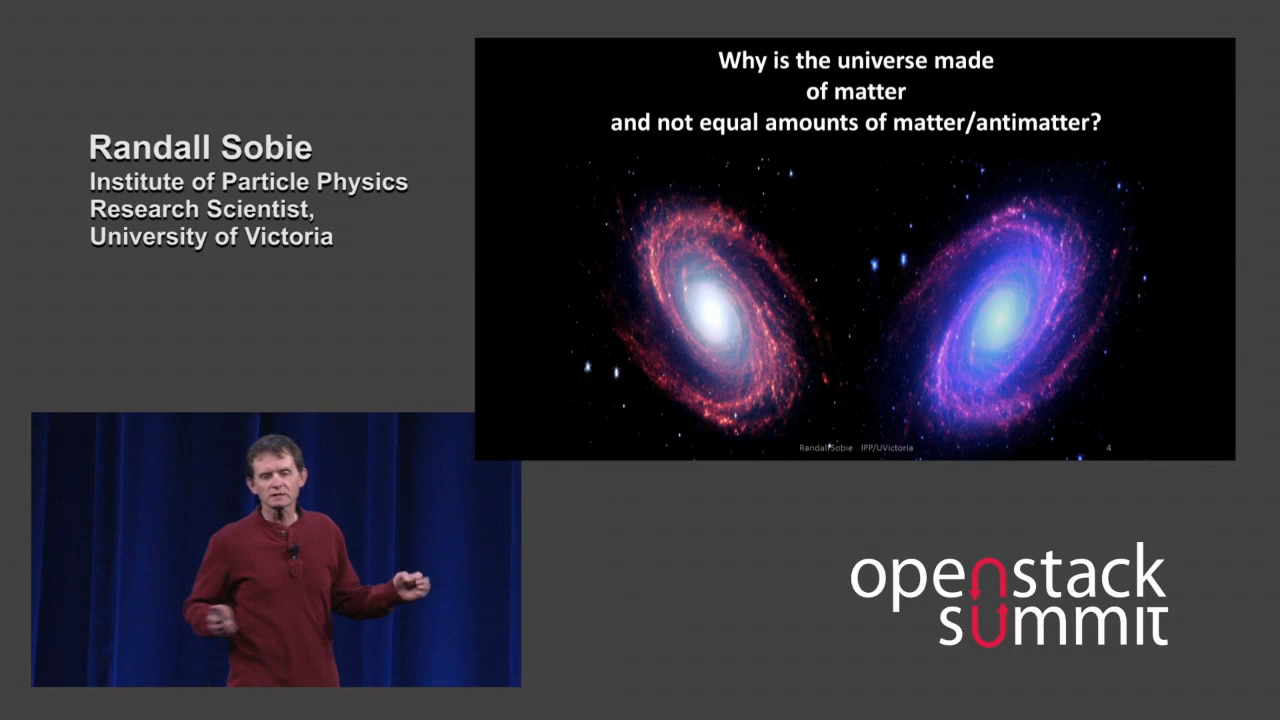 Randall Sobie
Institute of Particle Physics
Research Scientist,
University of Victoria
Why is the universe made
of matter
and not equal amounts of matter/antimatter?
Randall Sobie IPP/UVictoria
4
openstack
summit